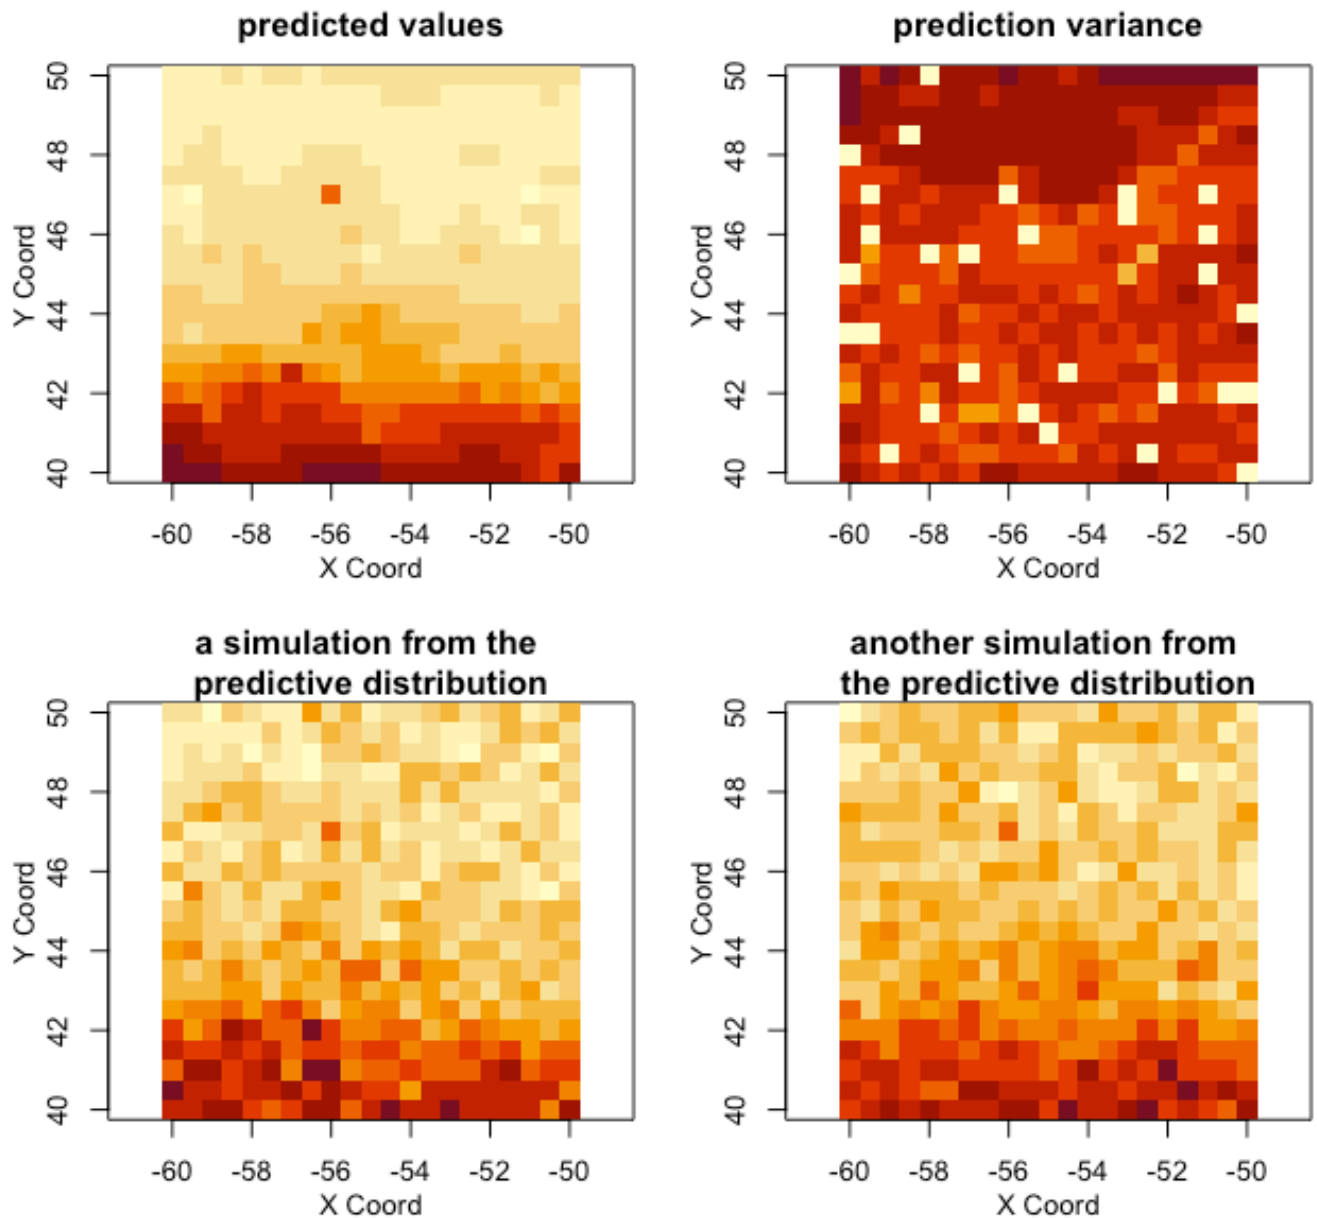 predicted values
50
48
46
44
42
40
Y Coord
-60 -58 -56 -54 -52 -50
X Coord
prediction variance
50
48
46
44
42
40
Y Coord
-60 -58 -56 -54 -52 -50
X Coord
a simulation from the
predictive distribution
50
48
46
44
42
40
Y Coord
-60 -58 -56 -54 -52 -50
X Coord
another simulation from
the predictive distribution
50
48
46
44
42
40
Y Coord
-60 -58 -56 -54 -52 -50
X Coord